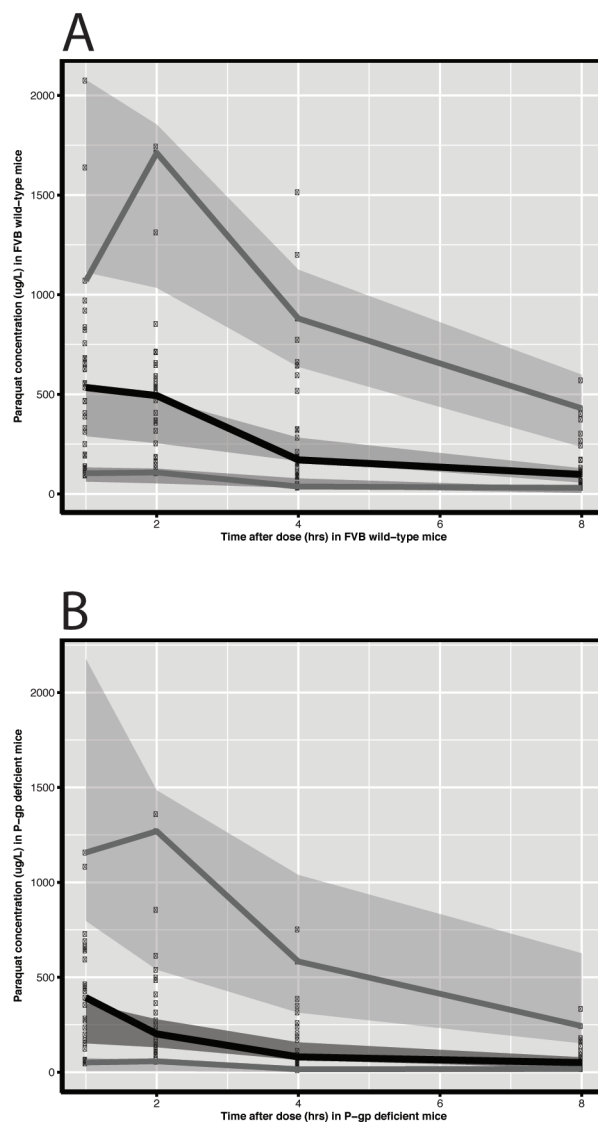 A
2000
1500
1000
500
0
Paraquat concentration (ug/L) in FVB wild−type mice
2 4 6 8
Time after dose (hrs) in FVB wild−type mice
B
2000
1500
1000
500
0
Paraquat concentration (ug/L) in P−gp deficient mice
2 4 6 8
Time after dose (hrs) in P−gp deficient mice